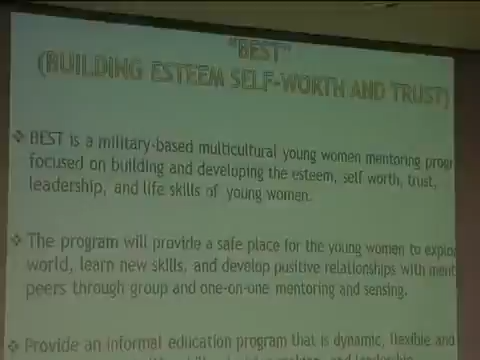 "BEST"
(BUILDING ESTEEM SELF-WORTH AND TRUST)
❖ BEST is a military-based multicultural young women mentoring progr
focused on building and developing the esteem, self worth, trust,
leadership, and life skills of young women.
❖ The program will provide a safe place for the young women to explo
world, learn new skills, and develop positive relationships with ment
peers through group and one-on-one mentoring and sensing.
❖ Provide an informal education program that is dynamic, flexible and